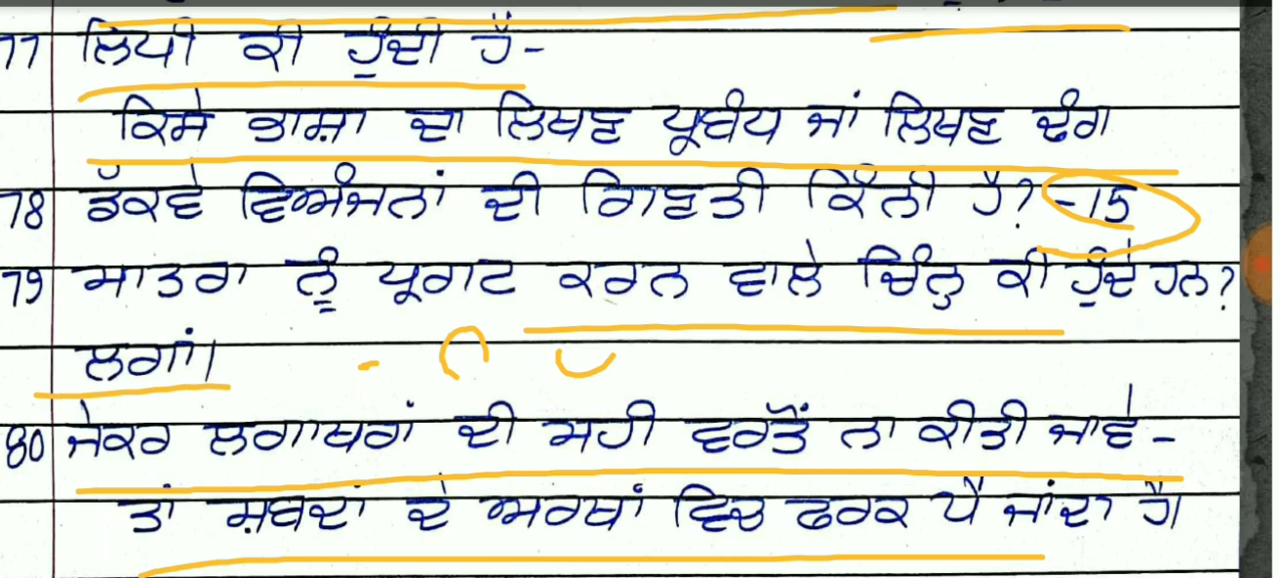 77 ਲਿਪੀ ਕੀ ਹੁੰਦੀ ਹੈ-
ਕਿਸੇ ਭਾਸ਼ਾ ਦਾ ਲਿਖਣ ਪ੍ਰਬੰਧ ਜਾਂ ਲਿਖਣ ਢੰਗ
78 ਡੱਕਵੇ ਵਿਅੰਜਨਾਂ ਦੀ ਗਿਣਤੀ ਕਿੰਨੀ ਹੈ? -15
79 ਮਾਤਰਾ ਨੂੰ ਪ੍ਰਗਟ ਕਰਨ ਵਾਲੇ ਚਿੰਨ੍ਹ ਕੀ ਹੁੰਦੇ ਹਨ?
ਲਗਾਂ।
80 ਜੇਕਰ ਲਗਾਖਰਾਂ ਦੀ ਸਹੀ ਵਰਤੋਂ ਨਾ ਕੀਤੀ ਜਾਵੇ-
ਤਾਂ ਸ਼ਬਦਾਂ ਦੇ ਅਰਥਾਂ ਵਿਚ ਫਰਕ ਪੈ ਜਾਂਦਾ ਹੈ।